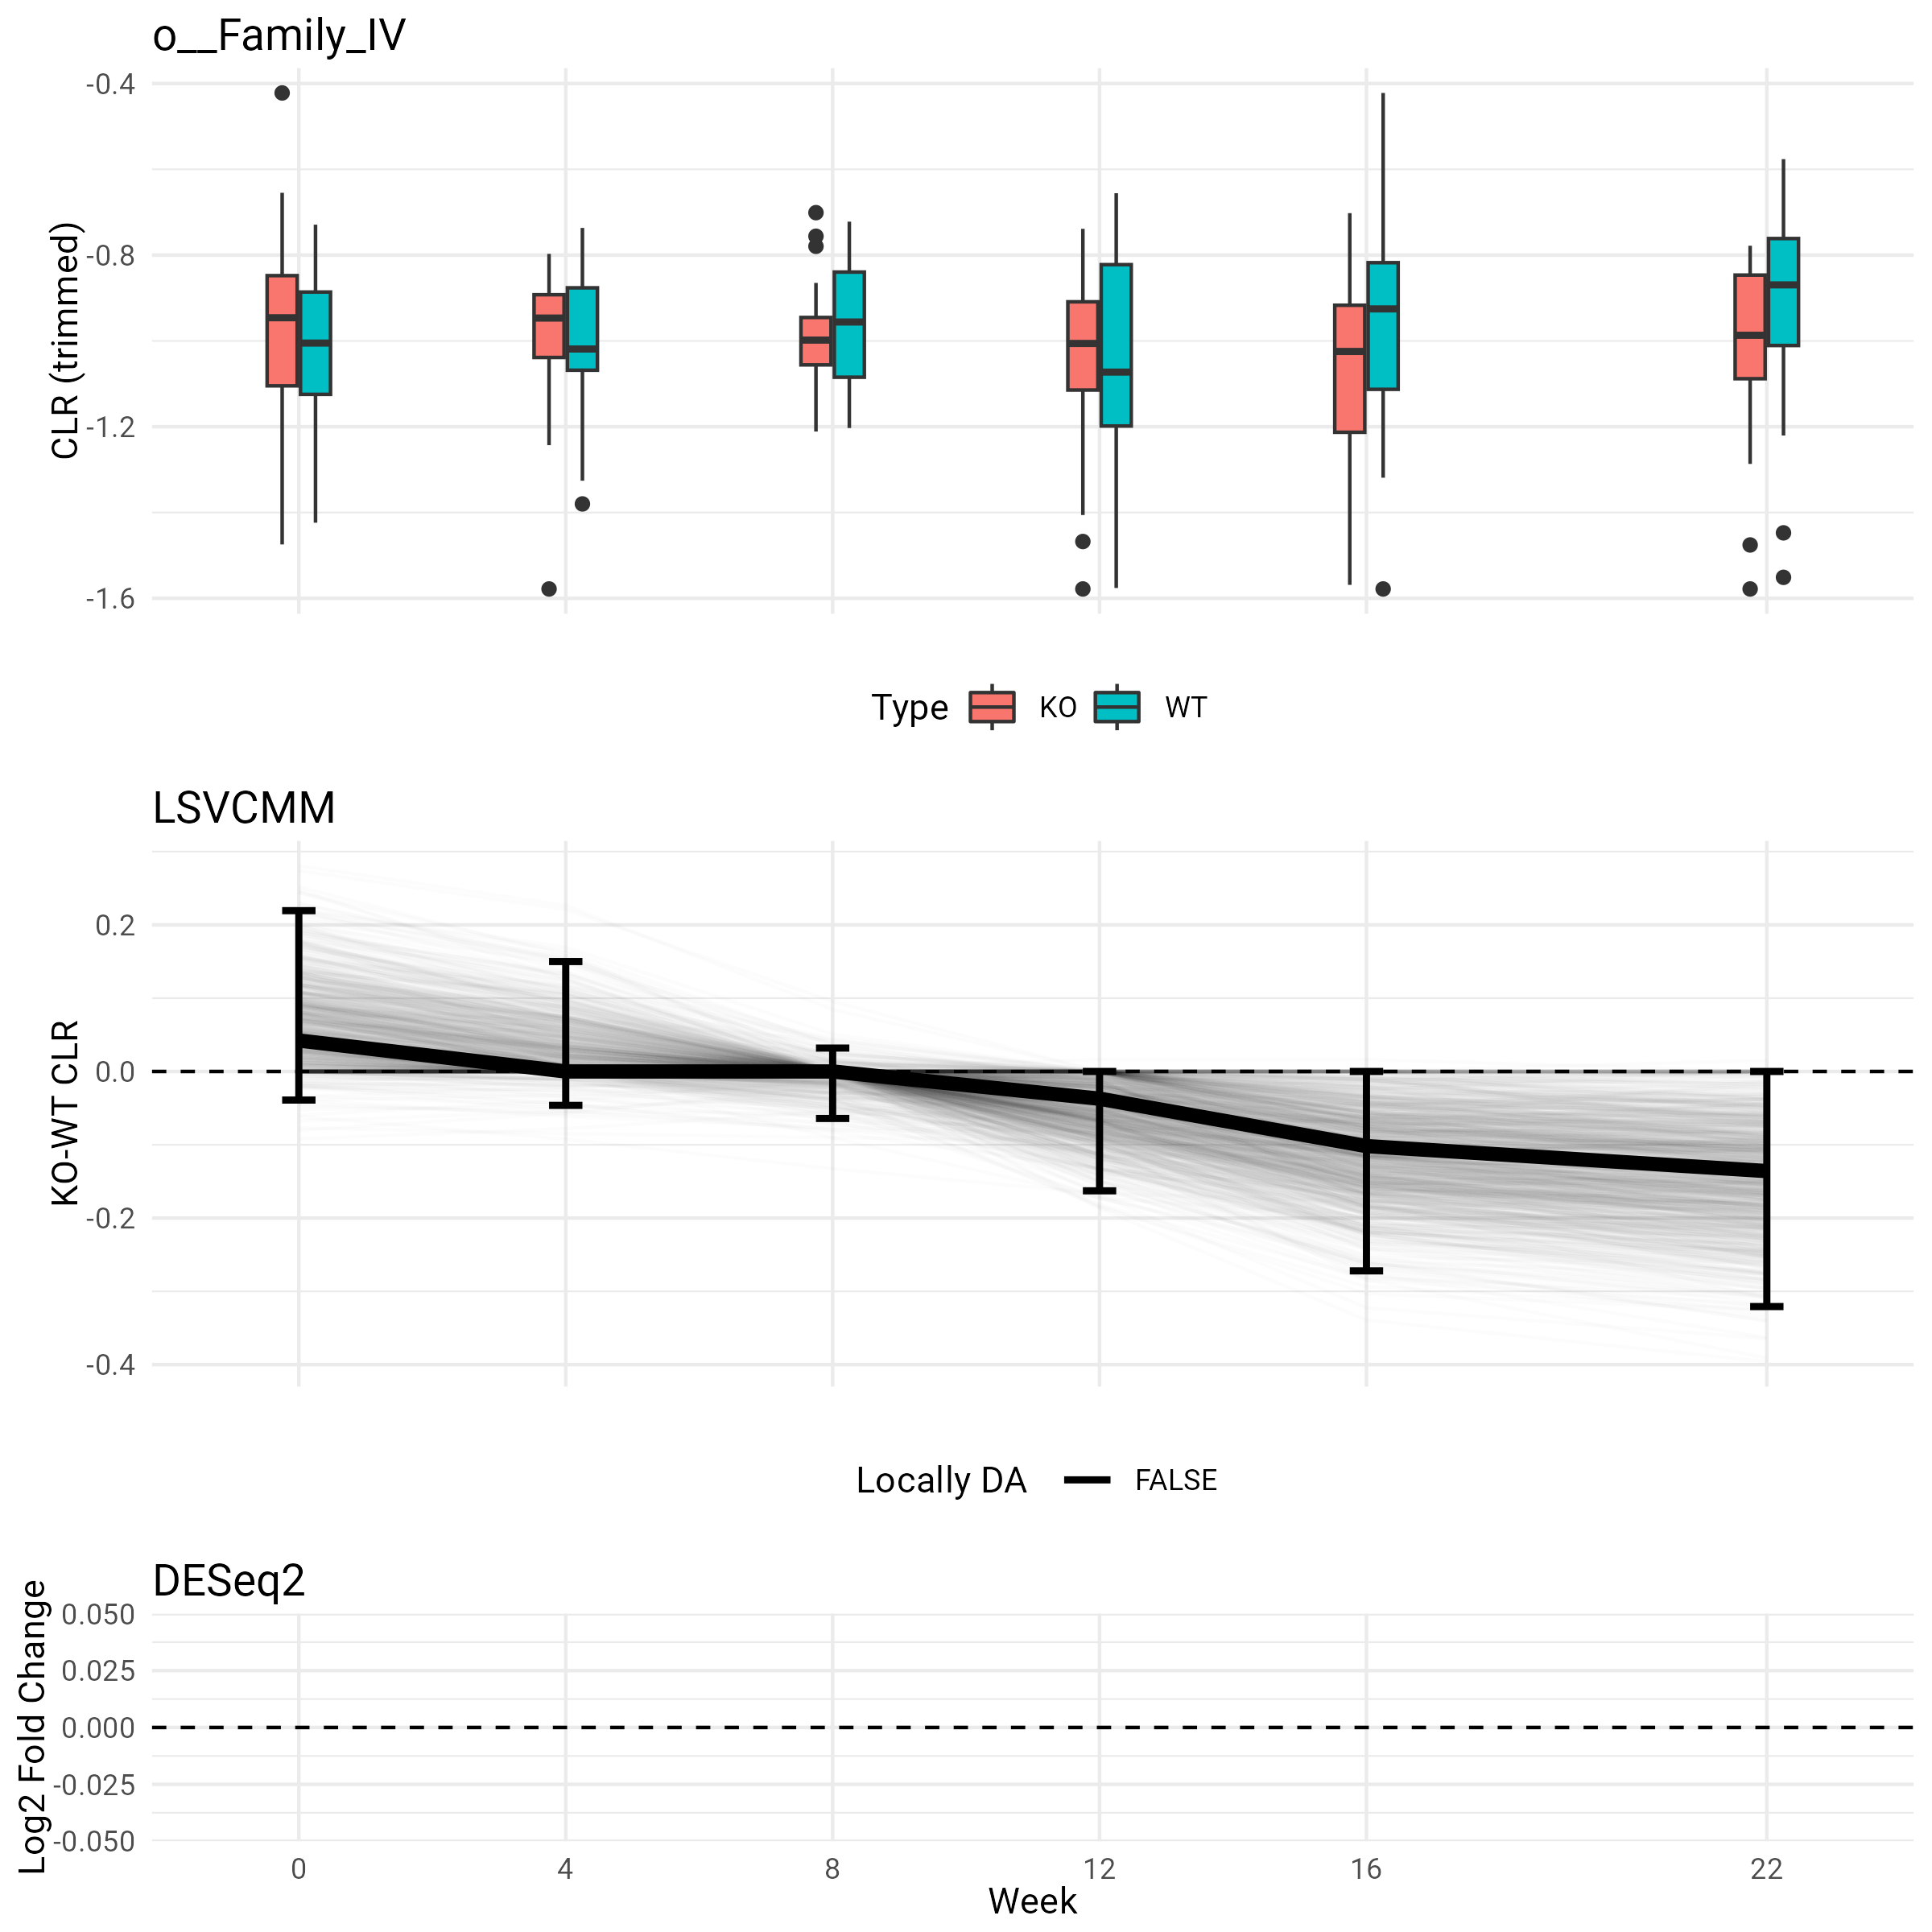 o__Family_IV
CLR (trimmed)
-0.4
-0.8
-1.2
-1.6
Type KO WT
LSVCMM
KO-WT CLR
0.2
0.0
-0.2
-0.4
Locally DA FALSE
DESeq2
Log2 Fold Change
0.050
0.025
0.000
-0.025
-0.050
0 4 8 12 16 22
Week